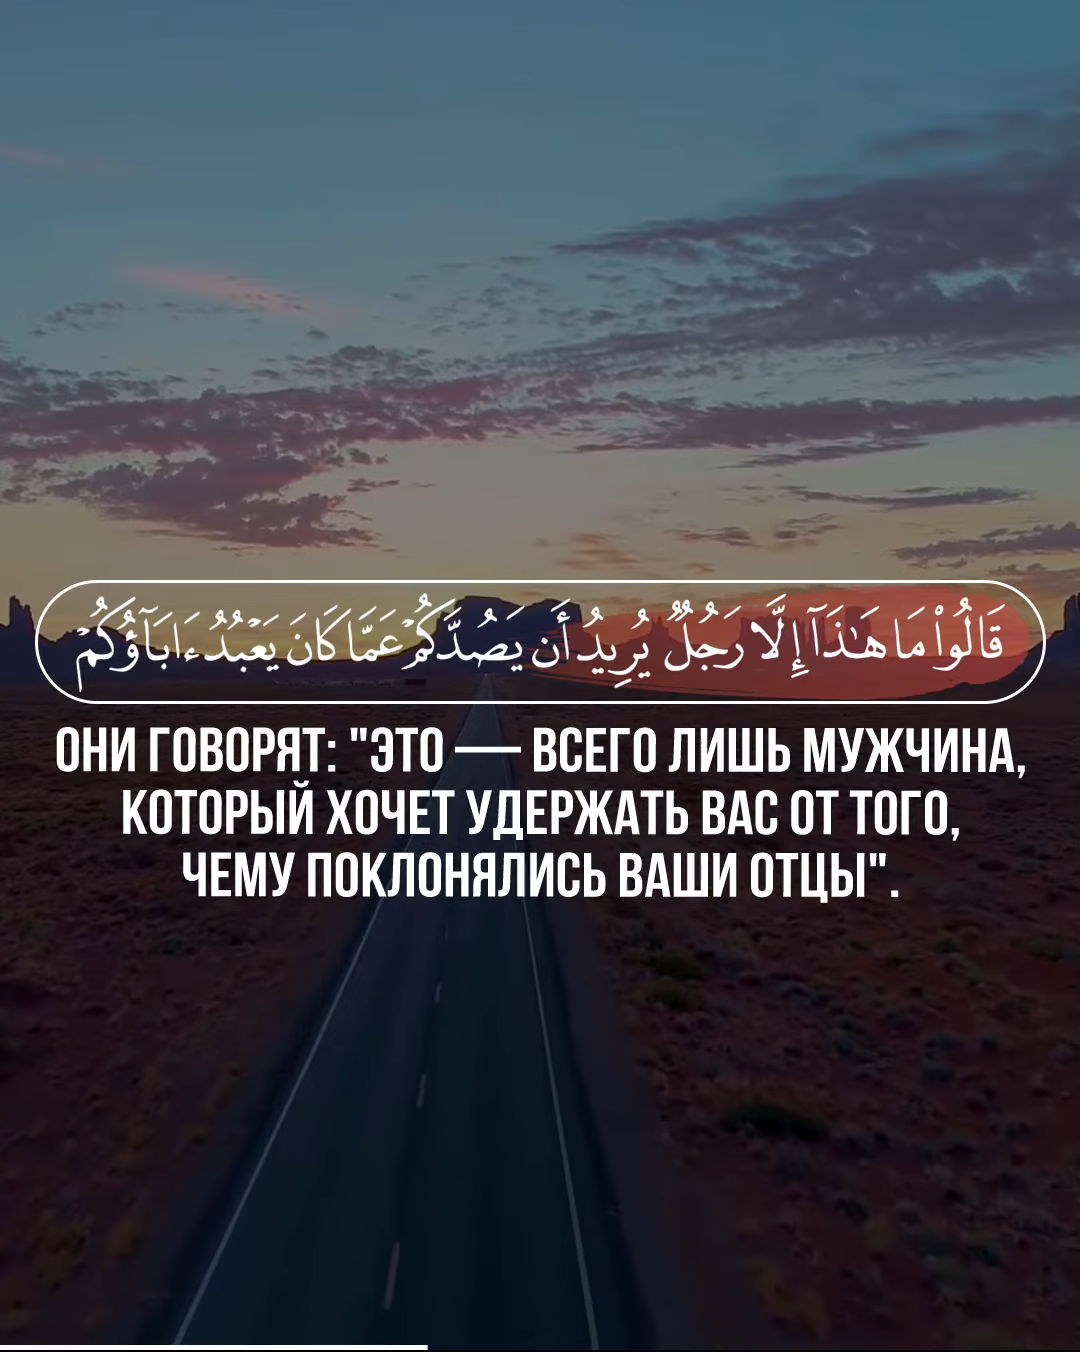 قَالُوا۟ مَا هَـٰذَآ إِلَّا رَجُلٌ يُرِيدُ أَن يَصُدَّكُمْ عَمَّا كَانَ يَعْبُدُ ءَابَآؤُكُمْ
ОНИ ГОВОРЯТ: "ЭТО — ВСЕГО ЛИШЬ МУЖЧИНА,
КОТОРЫЙ ХОЧЕТ УДЕРЖАТЬ ВАС ОТ ТОГО,
ЧЕМУ ПОКЛОНЯЛИСЬ ВАШИ ОТЦЫ".